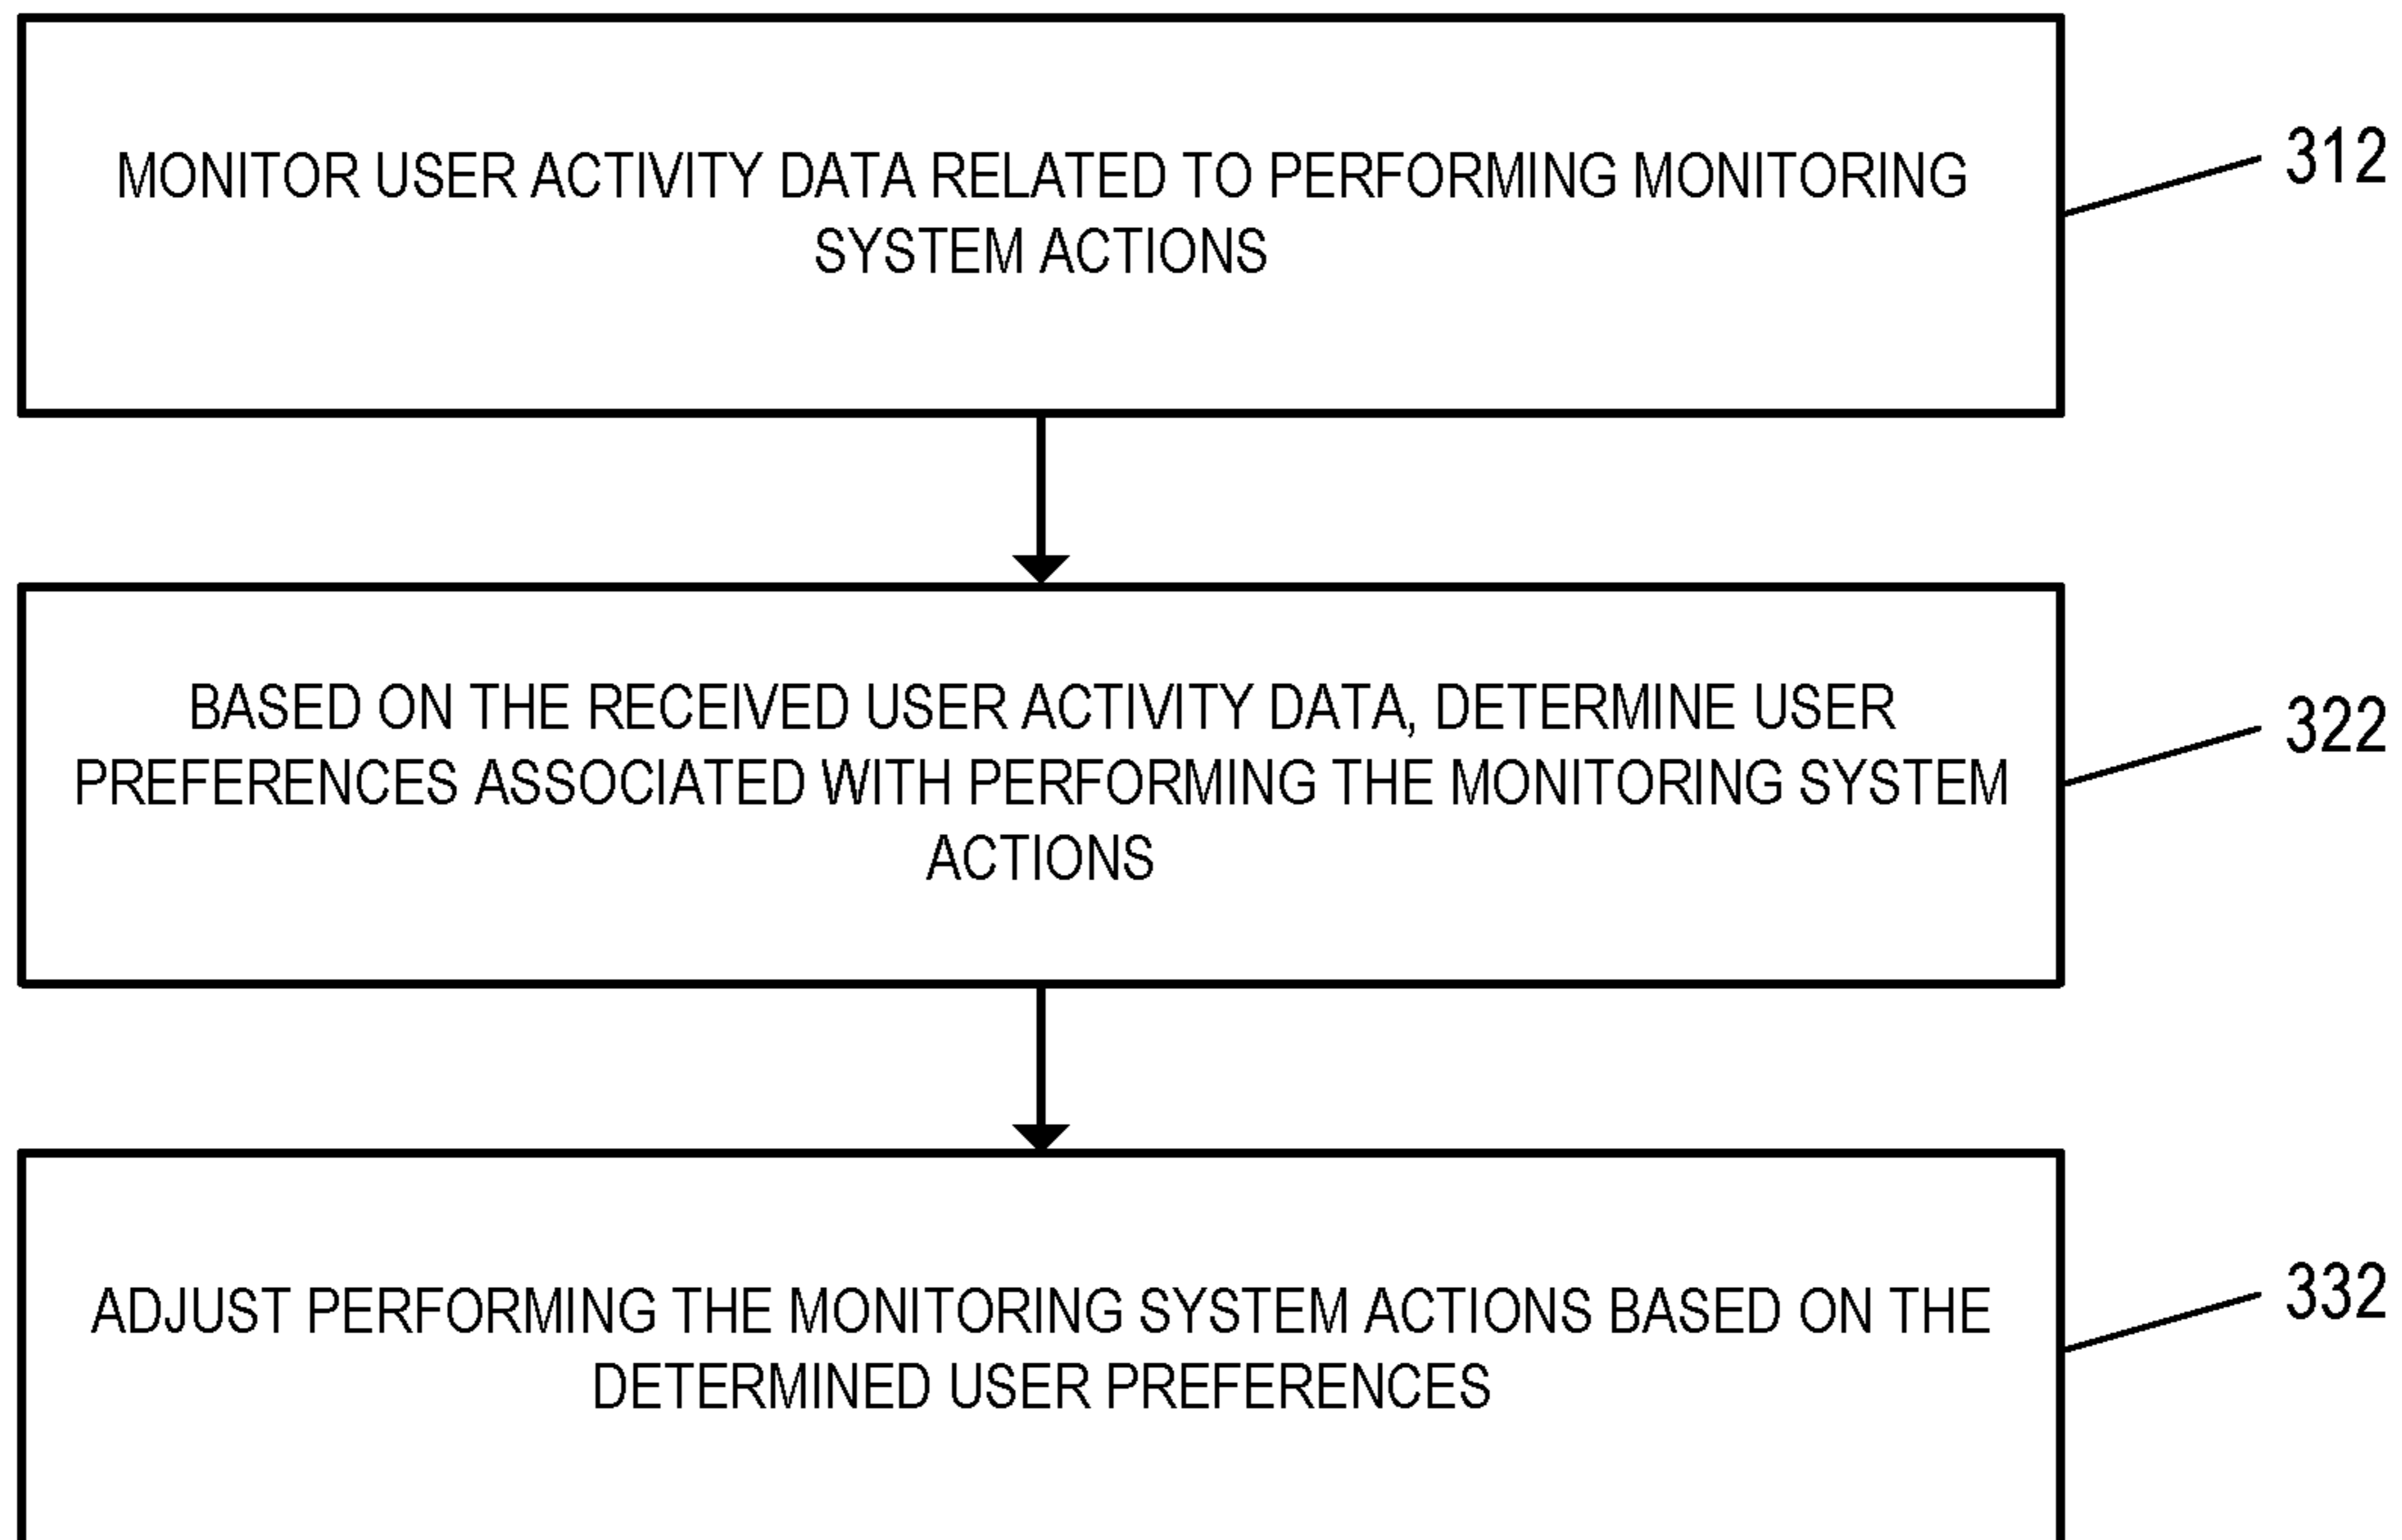 MONITOR USER ACTIVITY DATA RELATED TO PERFORMING MONITORING
SYSTEM ACTIONS
312
BASED ON THE RECEIVED USER ACTIVITY DATA, DETERMINE USER
PREFERENCES ASSOCIATED WITH PERFORMING THE MONITORING SYSTEM
ACTIONS
322
ADJUST PERFORMING THE MONITORING SYSTEM ACTIONS BASED ON THE
DETERMINED USER PREFERENCES
332